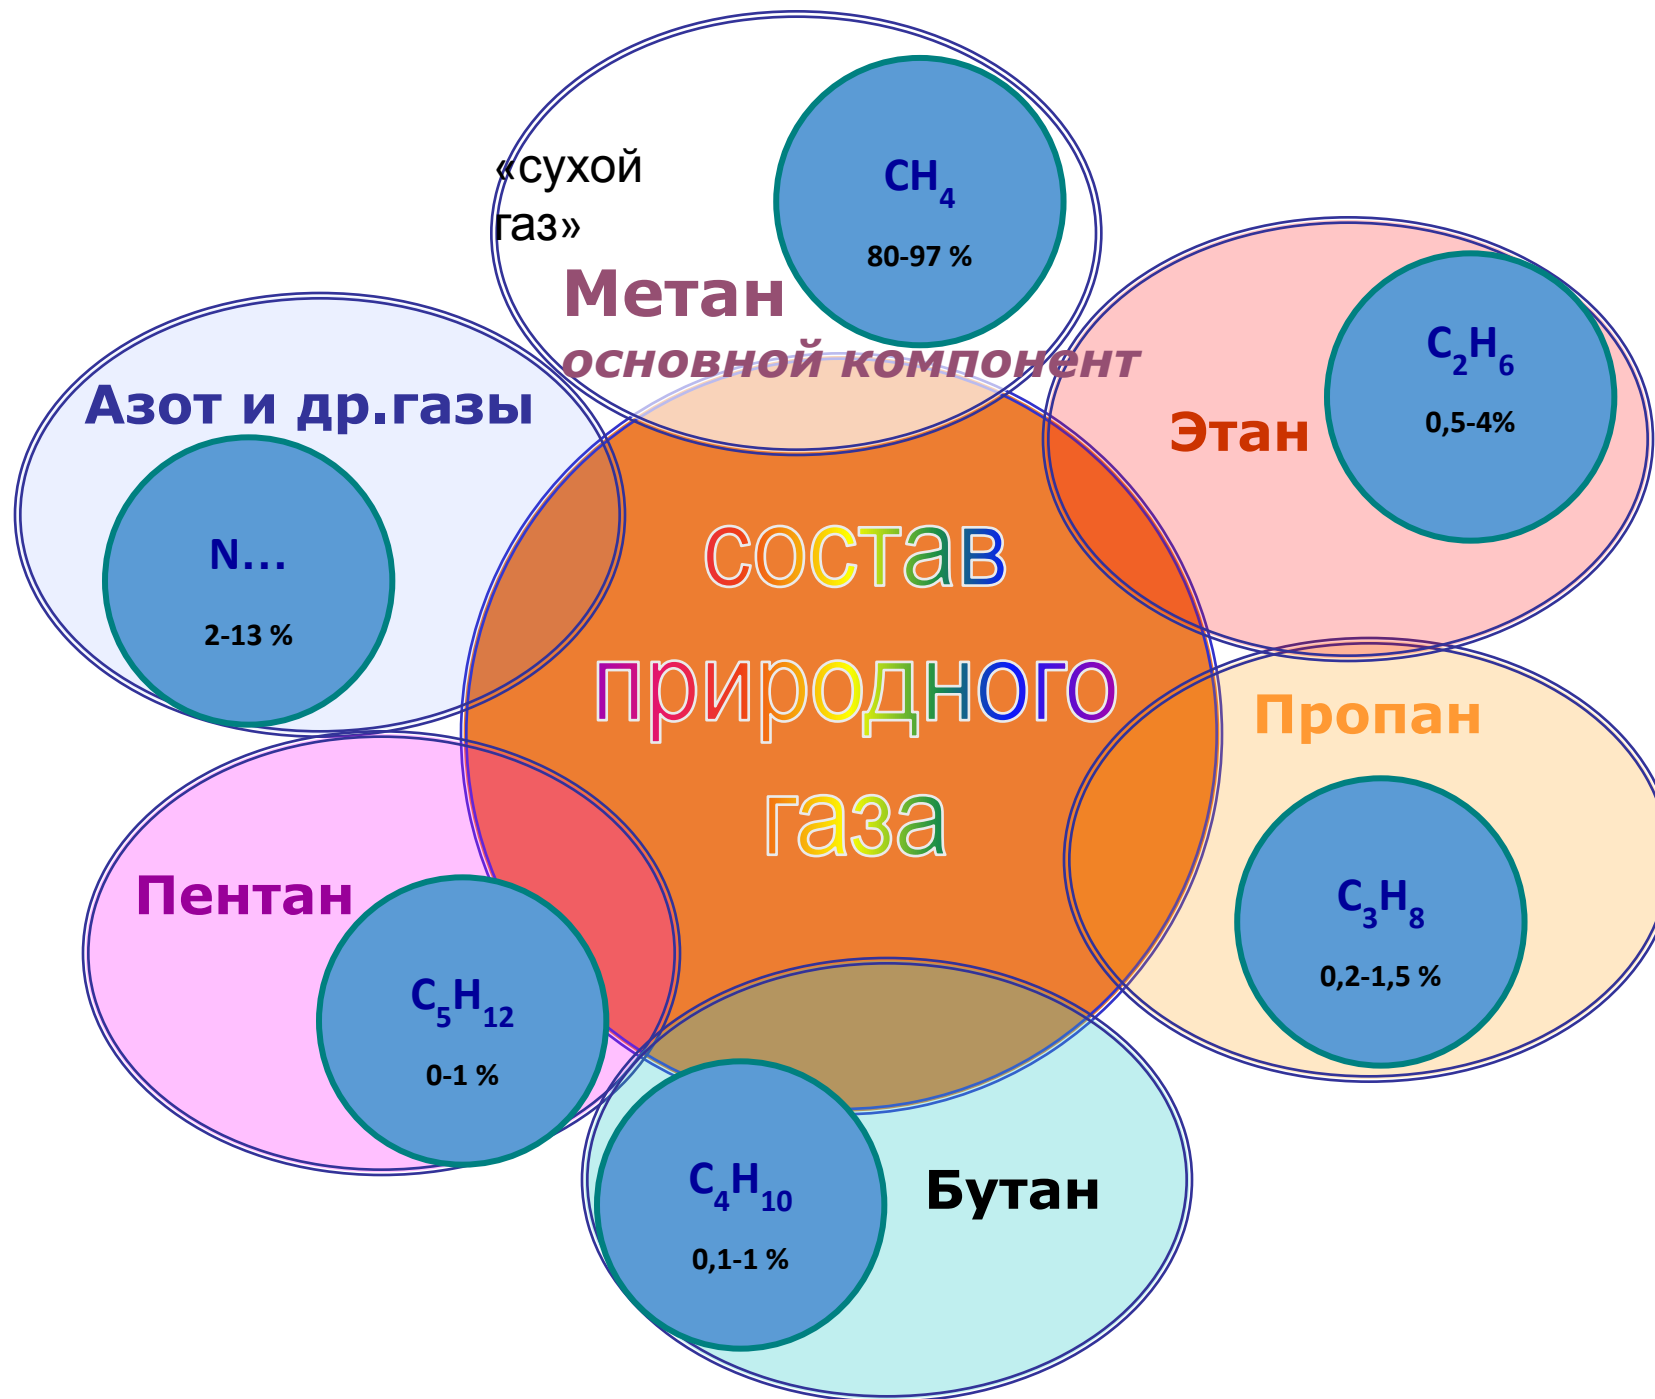 «сухой
газ»
CH4
80-97 %
Метан
основной компонент
C2H6
0,5-4%
Этан
Азот и др.газы
N...
2-13 %
состав
природного
газа
Пропан
C3H8
0,2-1,5 %
Пентан
C5H12
0-1 %
C4H10
0,1-1 %
Бутан